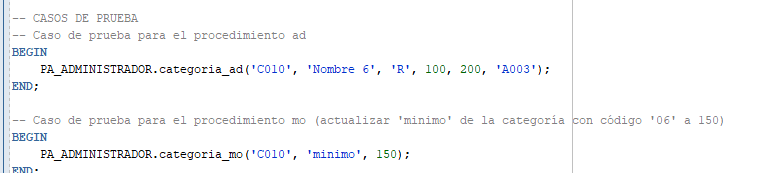 -- CASOS DE PRUEBA
-- Caso de prueba para el procedimiento ad
BEGIN
PA_ADMINISTRADOR.categoria_ad('C010', 'Nombre 6', 'R', 100, 200, 'A003');
END;
-- Caso de prueba para el procedimiento mo (actualizar 'minimo' de la categoría con código '06' a 150)
BEGIN
PA_ADMINISTRADOR.categoria_mo('C010', 'minimo', 150);
END;